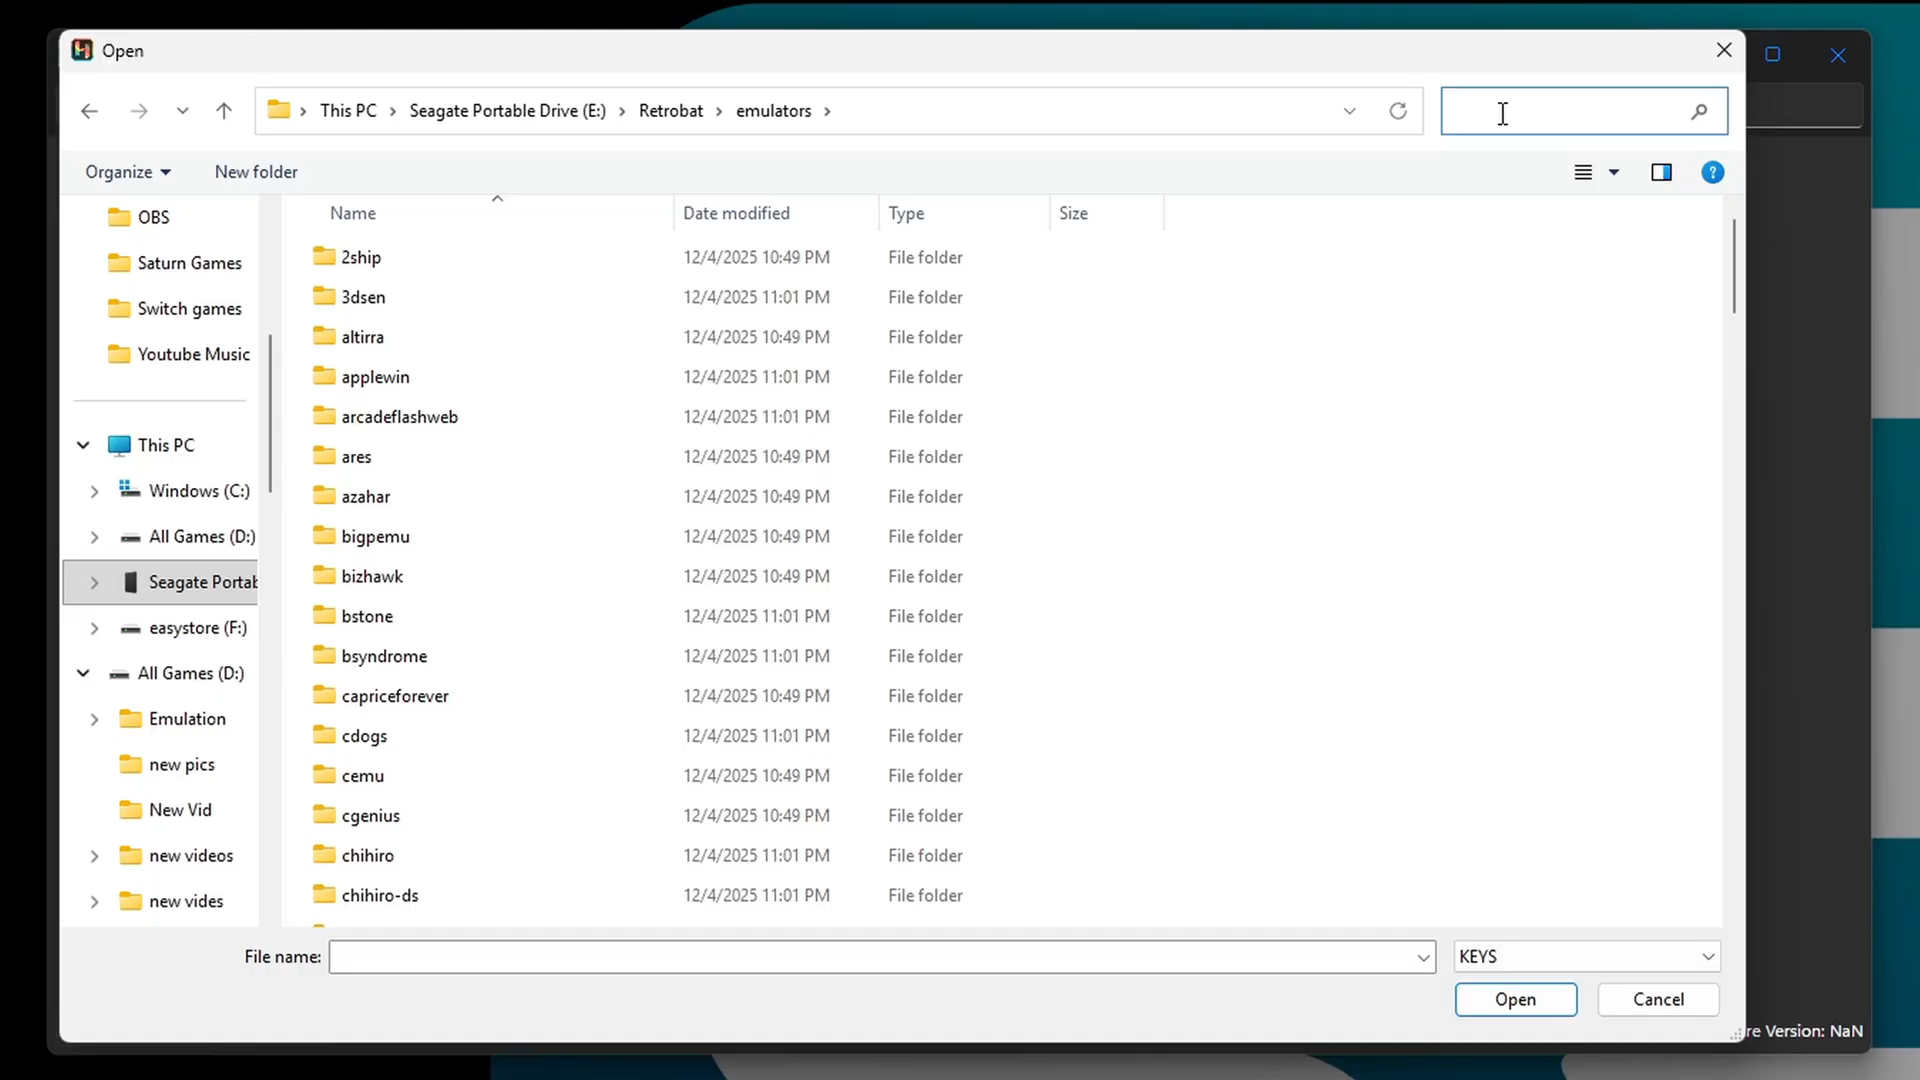 Open
This PC Seagate Portable Drive (E:) Retrobat emulators
Organize New folder
OBS
Saturn Games
Switch games
Youtube Music
This PC
Windows (C:)
All Games (D:)
Seagate Portab
easystore (F:)
All Games (D:)
Emulation
new pics
New Vid
new videos
new vides
Name Date modified Type Size
2ship 12/4/2025 10:49 PM File folder
3dsen 12/4/2025 11:01 PM File folder
altirra 12/4/2025 10:49 PM File folder
applewin 12/4/2025 11:01 PM File folder
arcadeflashweb 12/4/2025 11:01 PM File folder
ares 12/4/2025 10:49 PM File folder
azahar 12/4/2025 10:49 PM File folder
bigpemu 12/4/2025 10:49 PM File folder
bizhawk 12/4/2025 10:49 PM File folder
bstone 12/4/2025 11:01 PM File folder
bsyndrome 12/4/2025 11:01 PM File folder
capriceforever 12/4/2025 10:49 PM File folder
cdogs 12/4/2025 11:01 PM File folder
cemu 12/4/2025 10:49 PM File folder
cgenius 12/4/2025 10:49 PM File folder
chihiro 12/4/2025 11:01 PM File folder
chihiro-ds 12/4/2025 11:01 PM File folder
File name: KEYS
Open Cancel
re Version: NaN